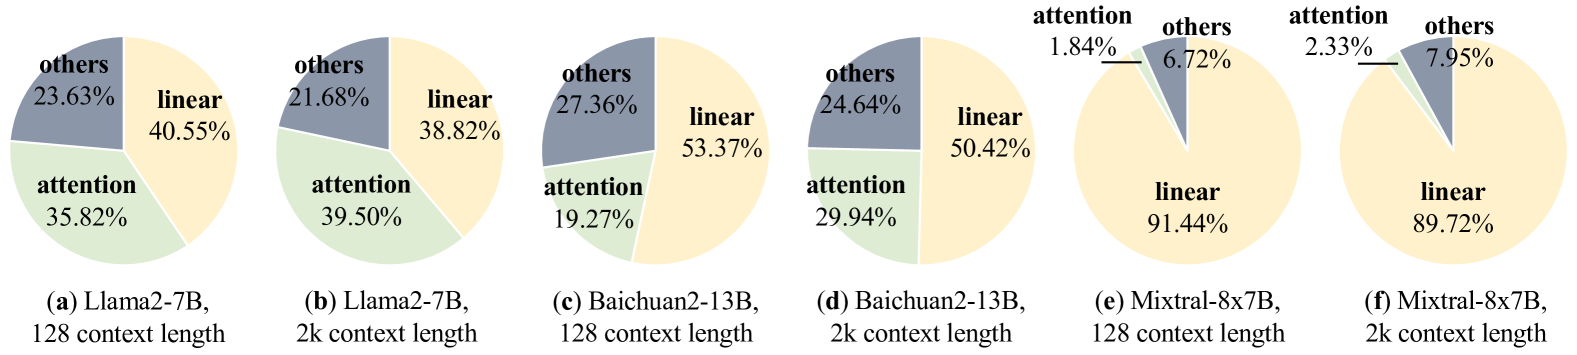 others
23.63%
linear
40.55%
attention
35.82%
(a) Llama2-7B,
128 context length
others
21.68%
linear
38.82%
attention
39.50%
(b) Llama2-7B,
2k context length
others
27.36%
linear
53.37%
attention
19.27%
(c) Baichuan2-13B,
128 context length
others
24.64%
linear
50.42%
attention
29.94%
(d) Baichuan2-13B,
2k context length
attention
1.84%
others
6.72%
linear
91.44%
(e) Mixtral-8x7B,
128 context length
attention
2.33%
others
7.95%
linear
89.72%
(f) Mixtral-8x7B,
2k context length